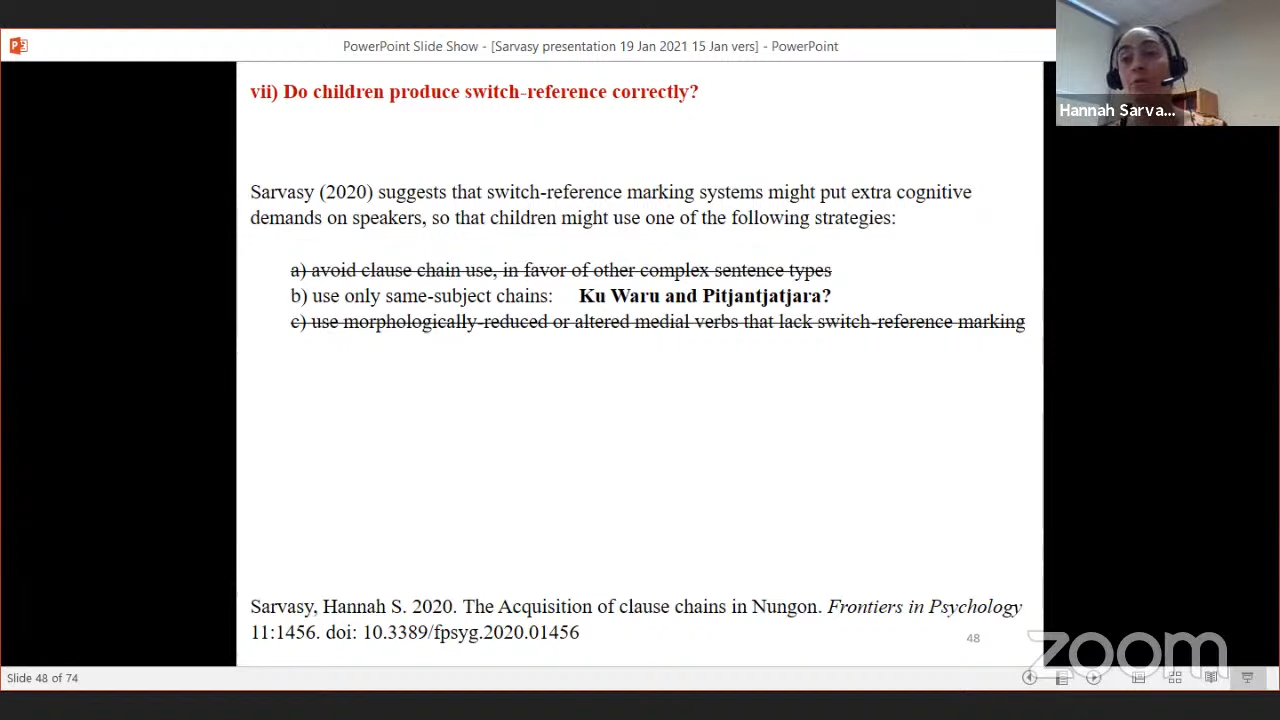 PowerPoint Slide Show - [Sarvasy presentation 19 Jan 2021 15 Jan vers] - PowerPoint
Hannah Sarva...
vii) Do children produce switch-reference correctly?
Sarvasy (2020) suggests that switch-reference marking systems might put extra cognitive
demands on speakers, so that children might use one of the following strategies:
a) avoid clause chain use, in favor of other complex sentence types
b) use only same-subject chains: Ku Waru and Pitjantjatjara?
c) use morphologically-reduced or altered medial verbs that lack switch-reference marking
Sarvasy, Hannah S. 2020. The Acquisition of clause chains in Nungon. Frontiers in Psychology
11:1456. doi: 10.3389/fpsyg.2020.01456
48
zoom
Slide 48 of 74